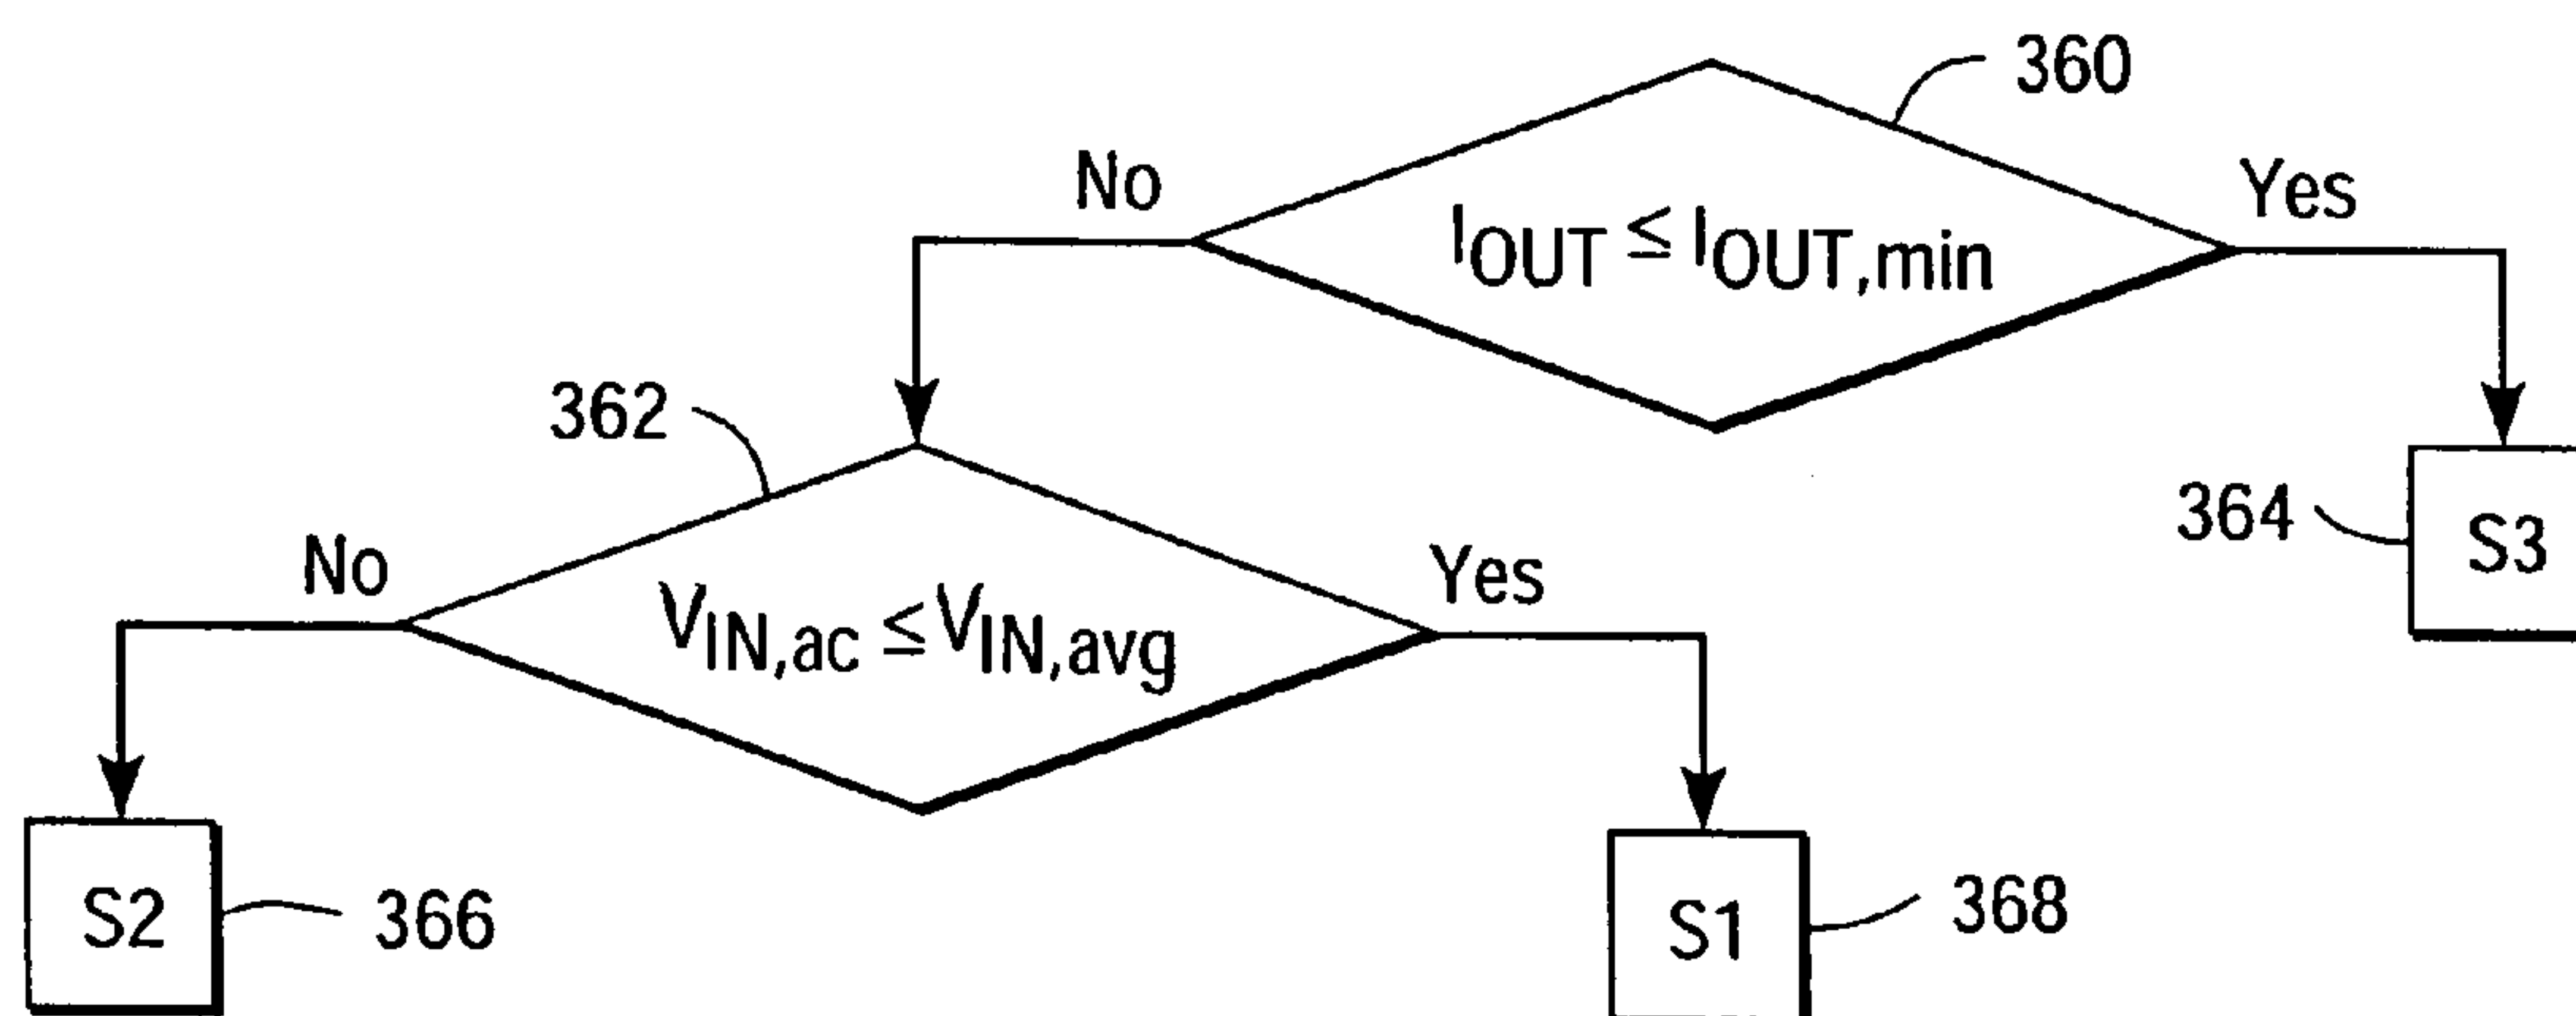 360
No
Yes
IOUT ≤ IOUT,min
362
364
S3
No
Yes
VIN,ac ≤ VIN,avg
S2
366
S1
368